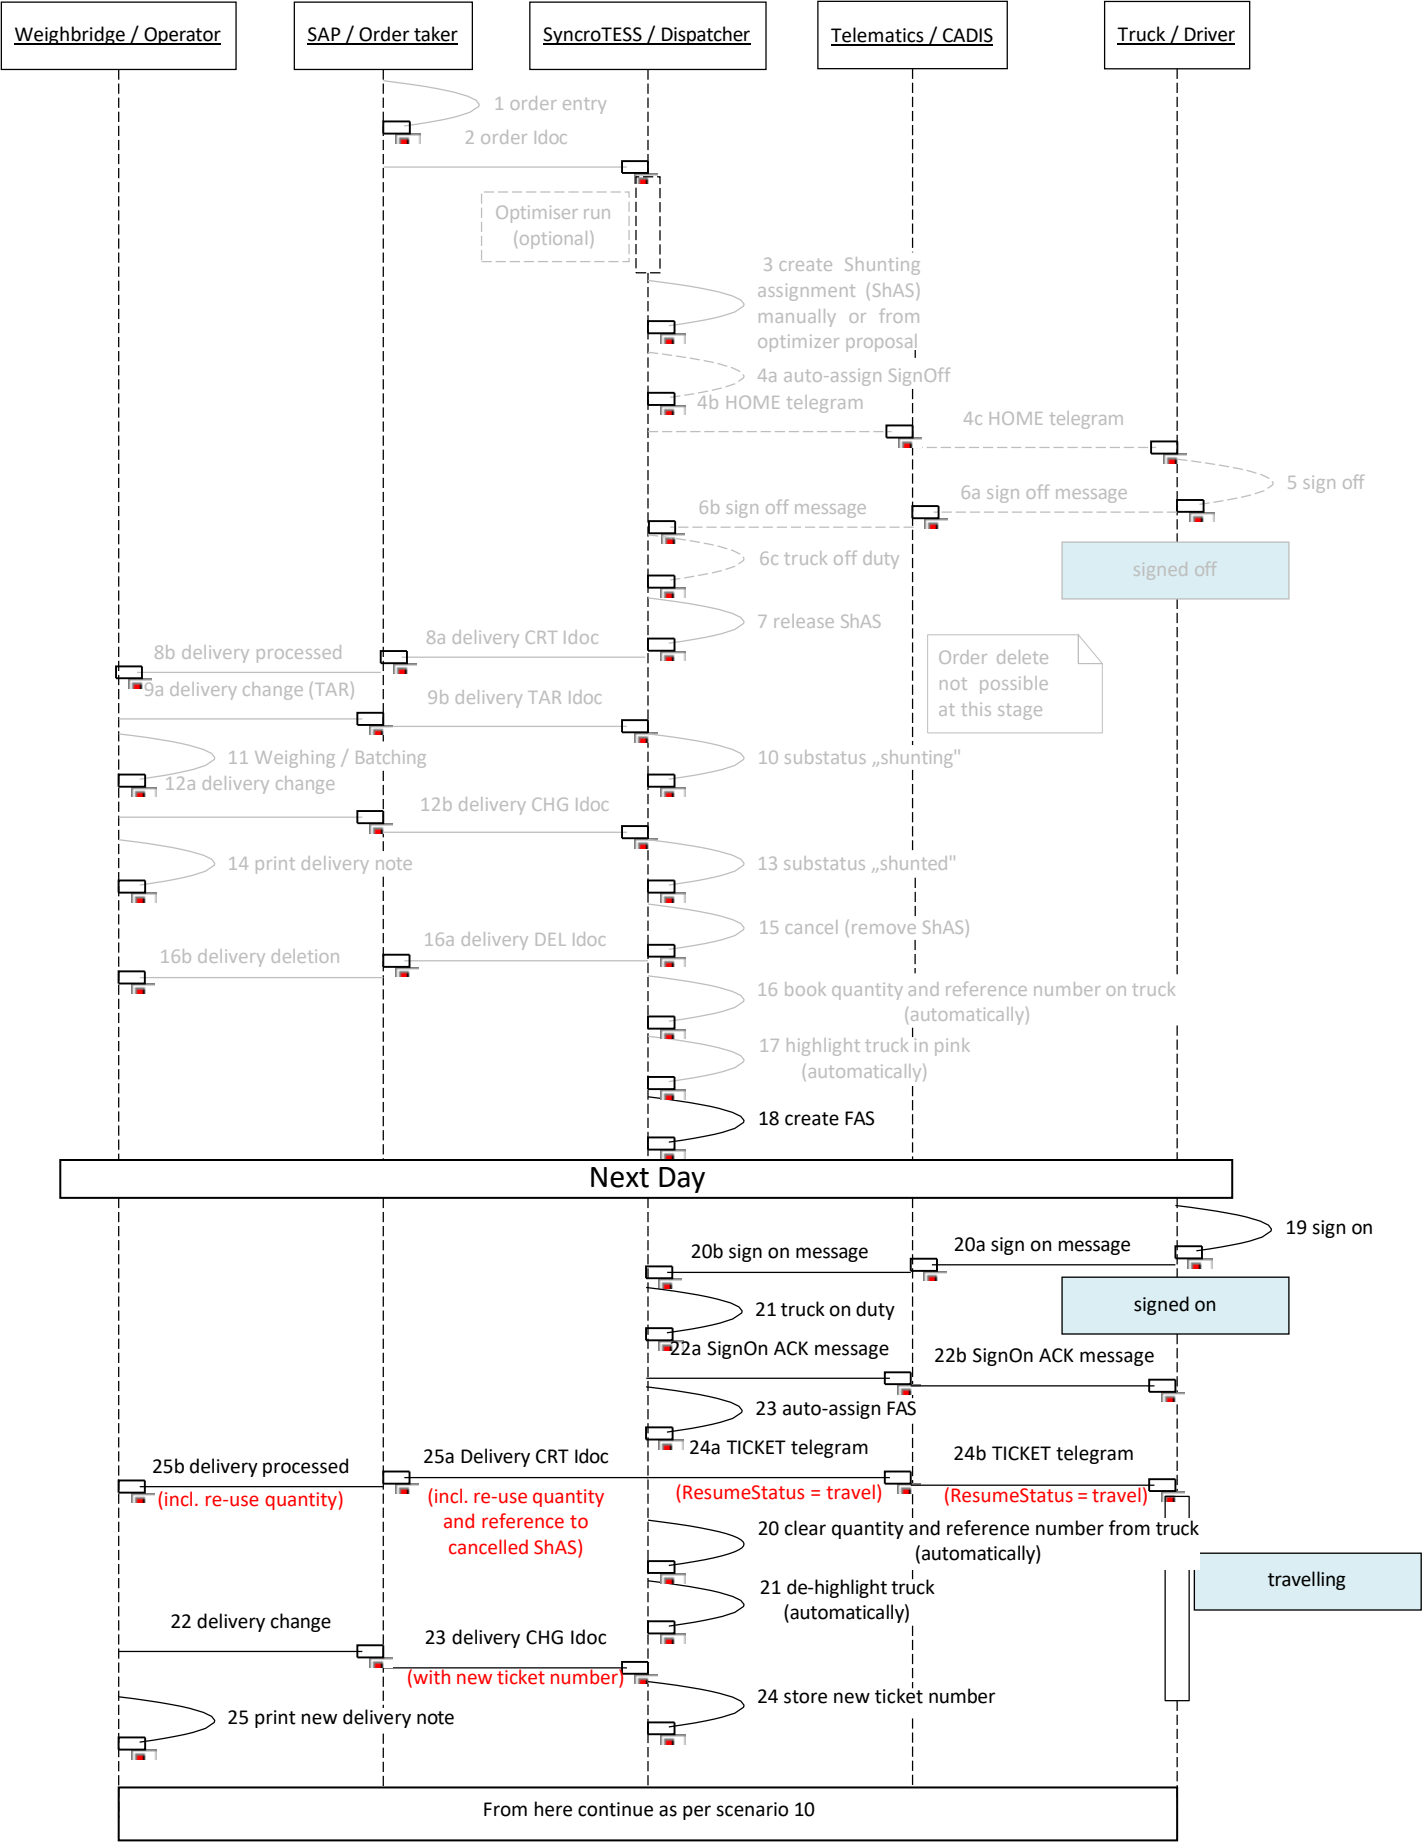 Weighbridge / Operator
SAP / Order taker
SyncroTESS / Dispatcher
Telematics / CADIS
Truck / Driver
1 order entry
2 order Idoc
Optimiser run
(optional)
3 create Shunting
assignment (ShAS)
manually or from
optimizer proposal
4a auto-assign SignOff
4b HOME telegram
4c HOME telegram
5 sign off
6a sign off message
6b sign off message
6c truck off duty
signed off
7 release ShAS
8a delivery CRT Idoc
8b delivery processed
Order delete
not possible
at this stage
9a delivery change (TAR)
9b delivery TAR Idoc
11 Weighing / Batching
10 substatus „shunting"
12a delivery change
12b delivery CHG Idoc
14 print delivery note
13 substatus „shunted"
15 cancel (remove ShAS)
16a delivery DEL Idoc
16b delivery deletion
16 book quantity and reference number on truck
(automatically)
17 highlight truck in pink
(automatically)
18 create FAS
Next Day
19 sign on
20a sign on message
20b sign on message
signed on
21 truck on duty
22a SignOn ACK message
22b SignOn ACK message
23 auto-assign FAS
24a TICKET telegram
24b TICKET telegram
25a Delivery CRT Idoc
25b delivery processed
(incl. re-use quantity)
(incl. re-use quantity
and reference to
cancelled ShAS)
(ResumeStatus = travel)
(ResumeStatus = travel)
20 clear quantity and reference number from truck
(automatically)
travelling
21 de-highlight truck
(automatically)
22 delivery change
23 delivery CHG Idoc
(with new ticket number)
24 store new ticket number
25 print new delivery note
From here continue as per scenario 10